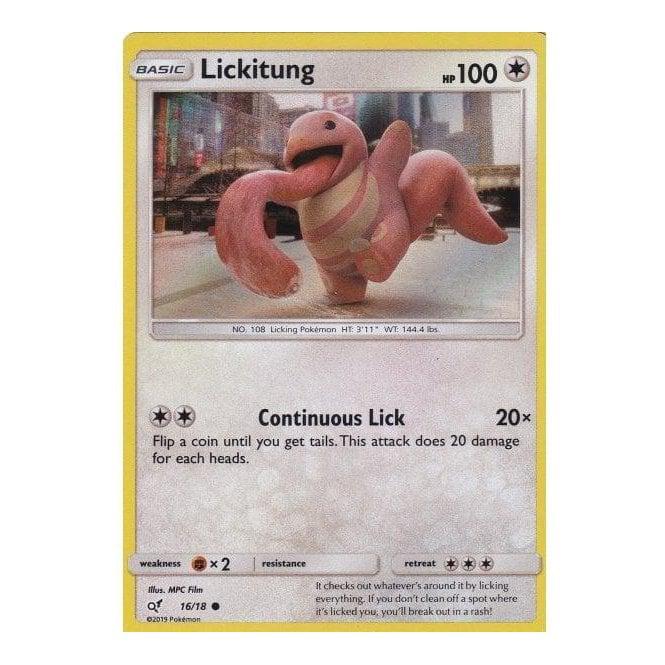 BASIC Lickitung HP 100
NO. 108 Licking Pokémon HT: 3'11" WT: 144.4 lbs.
Continuous Lick 20×
Flip a coin until you get tails. This attack does 20 damage
for each heads.
weakness × 2 resistance retreat
Illus. MPC Film
16/18
©2019 Pokémon
It checks out whatever's around it by licking
everything. If you don't clean off a spot where
it's licked you, you'll break out in a rash!